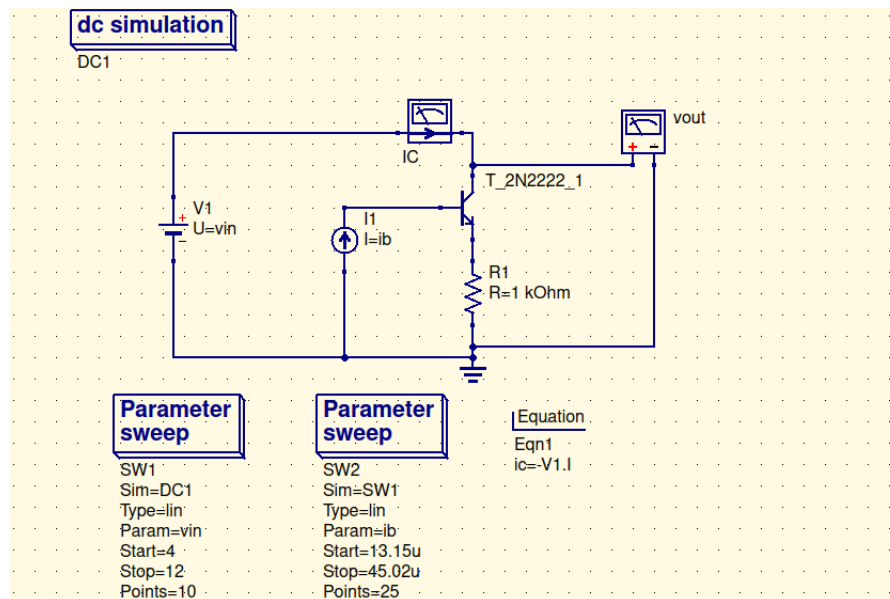 dc simulation
DC1
vout
IC
T_2N2222_1
V1
U=vin
I1
I=ib
R1
R=1 kOhm
Parameter
sweep
SW1
Sim=DC1
Type=lin
Param=vin
Start=4
Stop=12
Points=10
Parameter
sweep
SW2
Sim=SW1
Type=lin
Param=ib
Start=13.15u
Stop=45.02u
Points=25
Equation
Eqn1
ic=-V1.I